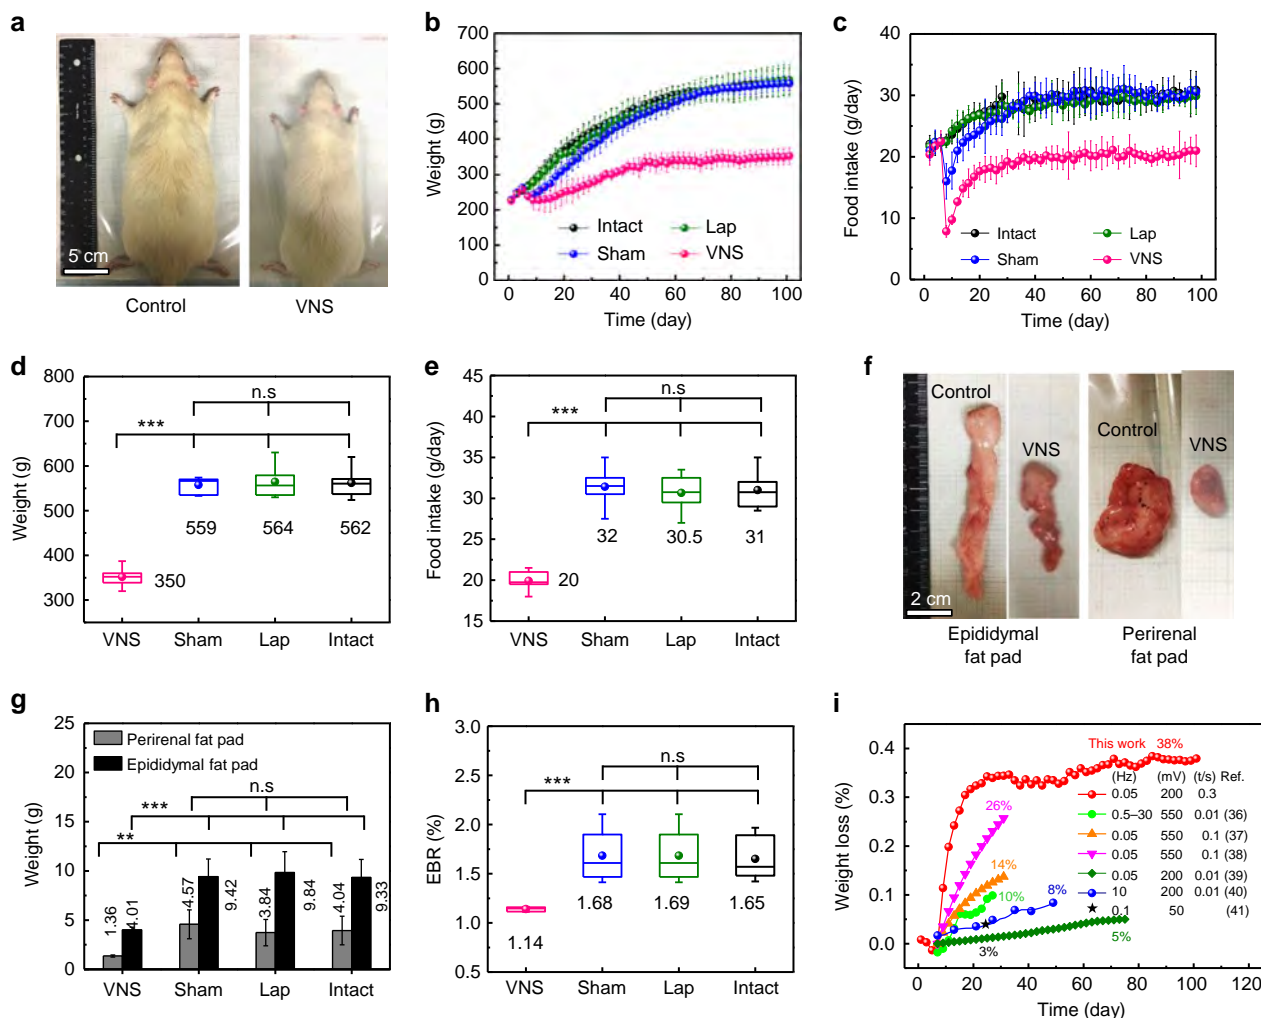 a
5 cm
Control
VNS
b
700
600
500
400
300
200
100
0
Weight (g)
Intact
Lap
Sham
VNS
0
20
40
60
80
100
Time (day)
c
40
30
20
10
0
Food intake (g/day)
Intact
Lap
Sham
VNS
0
20
40
60
80
100
Time (day)
d
800
700
600
500
400
300
Weight (g)
n.s
***
350
559
564
562
VNS
Sham
Lap
Intact
e
45
40
35
30
25
20
15
Food intake (g/day)
n.s
***
20
32
30.5
31
VNS
Sham
Lap
Intact
f
Control
VNS
Control
VNS
2 cm
Epididymal
fat pad
Perirenal
fat pad
g
25
20
15
10
5
0
Weight (g)
Perirenal fat pad
Epididymal fat pad
n.s
***
**
1.36
4.01
4.57
9.42
3.84
9.84
4.04
9.33
VNS
Sham
Lap
Intact
h
3.0
2.5
2.0
1.5
1.0
0.5
EBR (%)
n.s
***
1.14
1.68
1.69
1.65
VNS
Sham
Lap
Intact
i
0.4
0.3
0.2
0.1
0.0
Weight loss (%)
This work 38%
(Hz) (mV) (t/s) Ref.
0.05 200 0.3
0.5–30 550 0.01 (36)
0.05 550 0.1 (37)
0.05 550 0.1 (38)
0.05 200 0.01 (39)
10 200 0.01 (40)
0.1 50 (41)
26%
14%
10%
8%
3%
5%
0
20
40
60
80
100
120
Time (day)